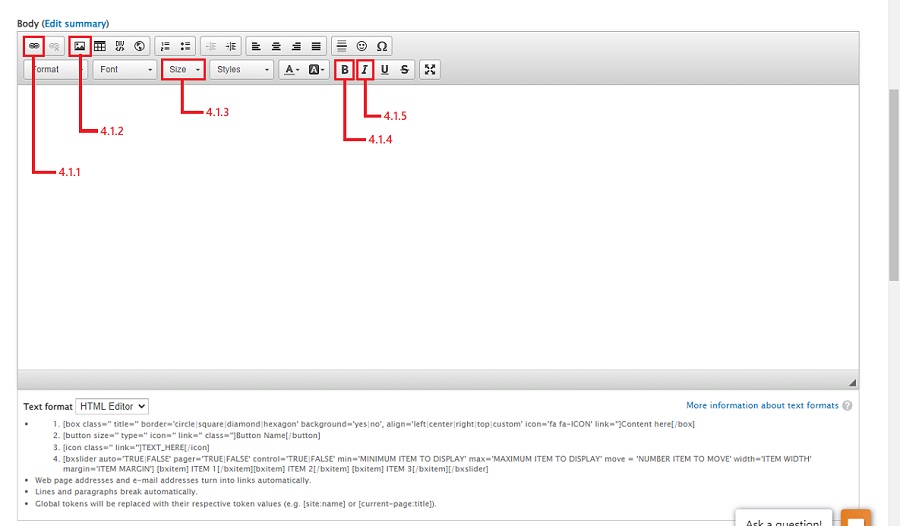 Body (Edit summary)
Format Font Size Styles A A B I U S
4.1.3
4.1.5
4.1.2
4.1.4
4.1.1
Text format HTML Editor More information about text formats ?
1. [box class='' title='' border='circle|square|diamond|hexagon' background='yes|no', align='left|center|right|top|custom' icon='fa fa-ICON' link='']Content here[/box]
2. [button size='' type='' icon='' link='' class='']Button Name[/button]
3. [icon class='' link='']TEXT_HERE[/icon]
4. [bxslider auto='TRUE|FALSE' pager='TRUE|FALSE' control='TRUE|FALSE' min='MINIMUM ITEM TO DISPLAY' max='MAXIMUM ITEM TO DISPLAY' move = 'NUMBER ITEM TO MOVE' width='ITEM WIDTH'
margin='ITEM MARGIN'] [bxitem] ITEM 1[/bxitem][bxitem] ITEM 2[/bxitem] [bxitem] ITEM 3[/bxitem][/bxslider]
Web page addresses and e-mail addresses turn into links automatically.
Lines and paragraphs break automatically.
Global tokens will be replaced with their respective token values (e.g. [site:name] or [current-page:title]).
Ask a question!